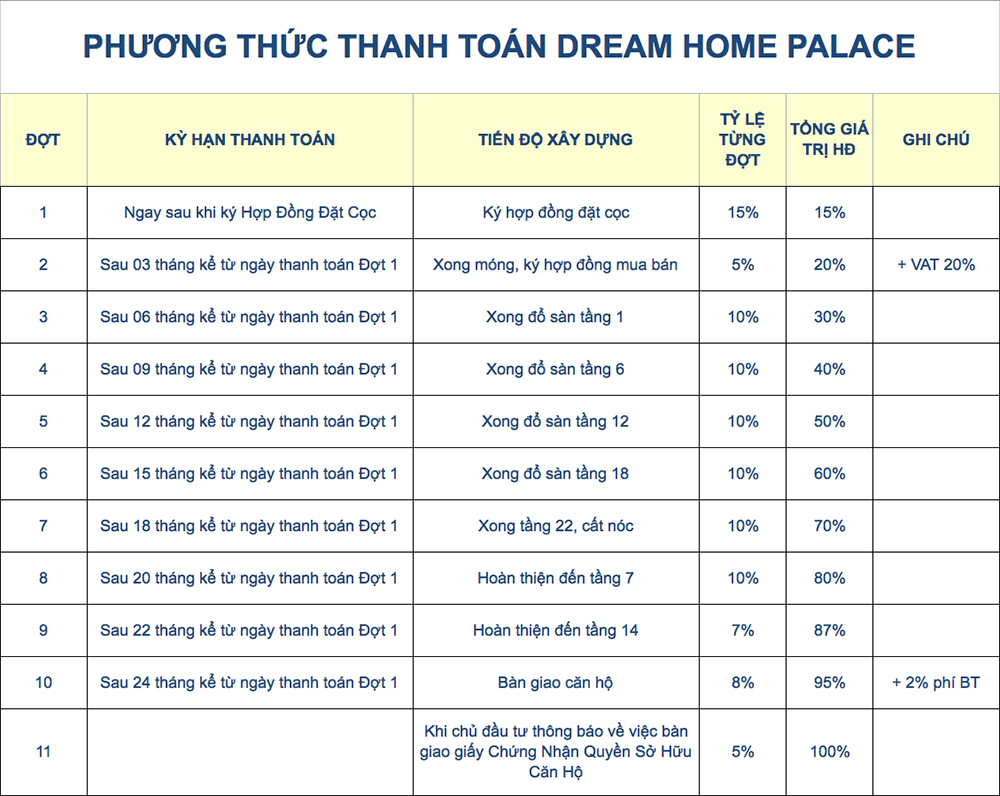 PHƯƠNG THỨC THANH TOÁN DREAM HOME PALACE
ĐỢT KỲ HẠN THANH TOÁN TIẾN ĐỘ XÂY DỰNG TỶ LỆ TỪNG ĐỢT TỔNG GIÁ TRỊ HĐ GHI CHÚ
1 Ngay sau khi ký Hợp Đồng Đặt Cọc Ký hợp đồng đặt cọc 15% 15%
2 Sau 03 tháng kể từ ngày thanh toán Đợt 1 Xong móng, ký hợp đồng mua bán 5% 20% + VAT 20%
3 Sau 06 tháng kể từ ngày thanh toán Đợt 1 Xong đổ sàn tầng 1 10% 30%
4 Sau 09 tháng kể từ ngày thanh toán Đợt 1 Xong đổ sàn tầng 6 10% 40%
5 Sau 12 tháng kể từ ngày thanh toán Đợt 1 Xong đổ sàn tầng 12 10% 50%
6 Sau 15 tháng kể từ ngày thanh toán Đợt 1 Xong đổ sàn tầng 18 10% 60%
7 Sau 18 tháng kể từ ngày thanh toán Đợt 1 Xong tầng 22, cất nóc 10% 70%
8 Sau 20 tháng kể từ ngày thanh toán Đợt 1 Hoàn thiện đến tầng 7 10% 80%
9 Sau 22 tháng kể từ ngày thanh toán Đợt 1 Hoàn thiện đến tầng 14 7% 87%
10 Sau 24 tháng kể từ ngày thanh toán Đợt 1 Bàn giao căn hộ 8% 95% + 2% phí BT
11 Khi chủ đầu tư thông báo về việc bàn
giao giấy Chứng Nhận Quyền Sở Hữu
Căn Hộ 5% 100%